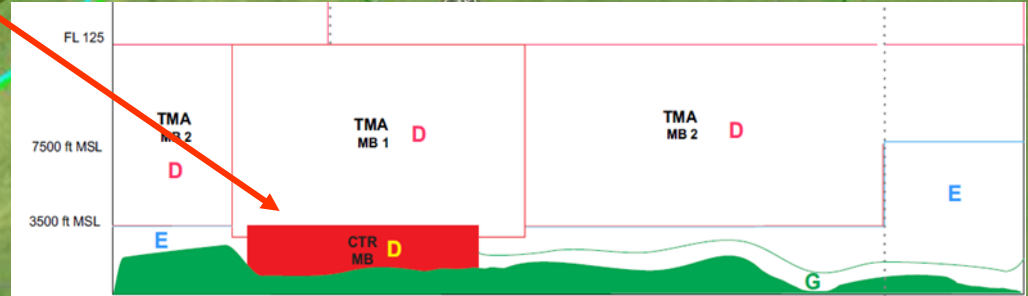 FL 125
TMA
MB 2
D
TMA
MB 1
D
TMA
MB 2
D
7500 ft MSL
E
3500 ft MSL
E
CTR
MB
D
G